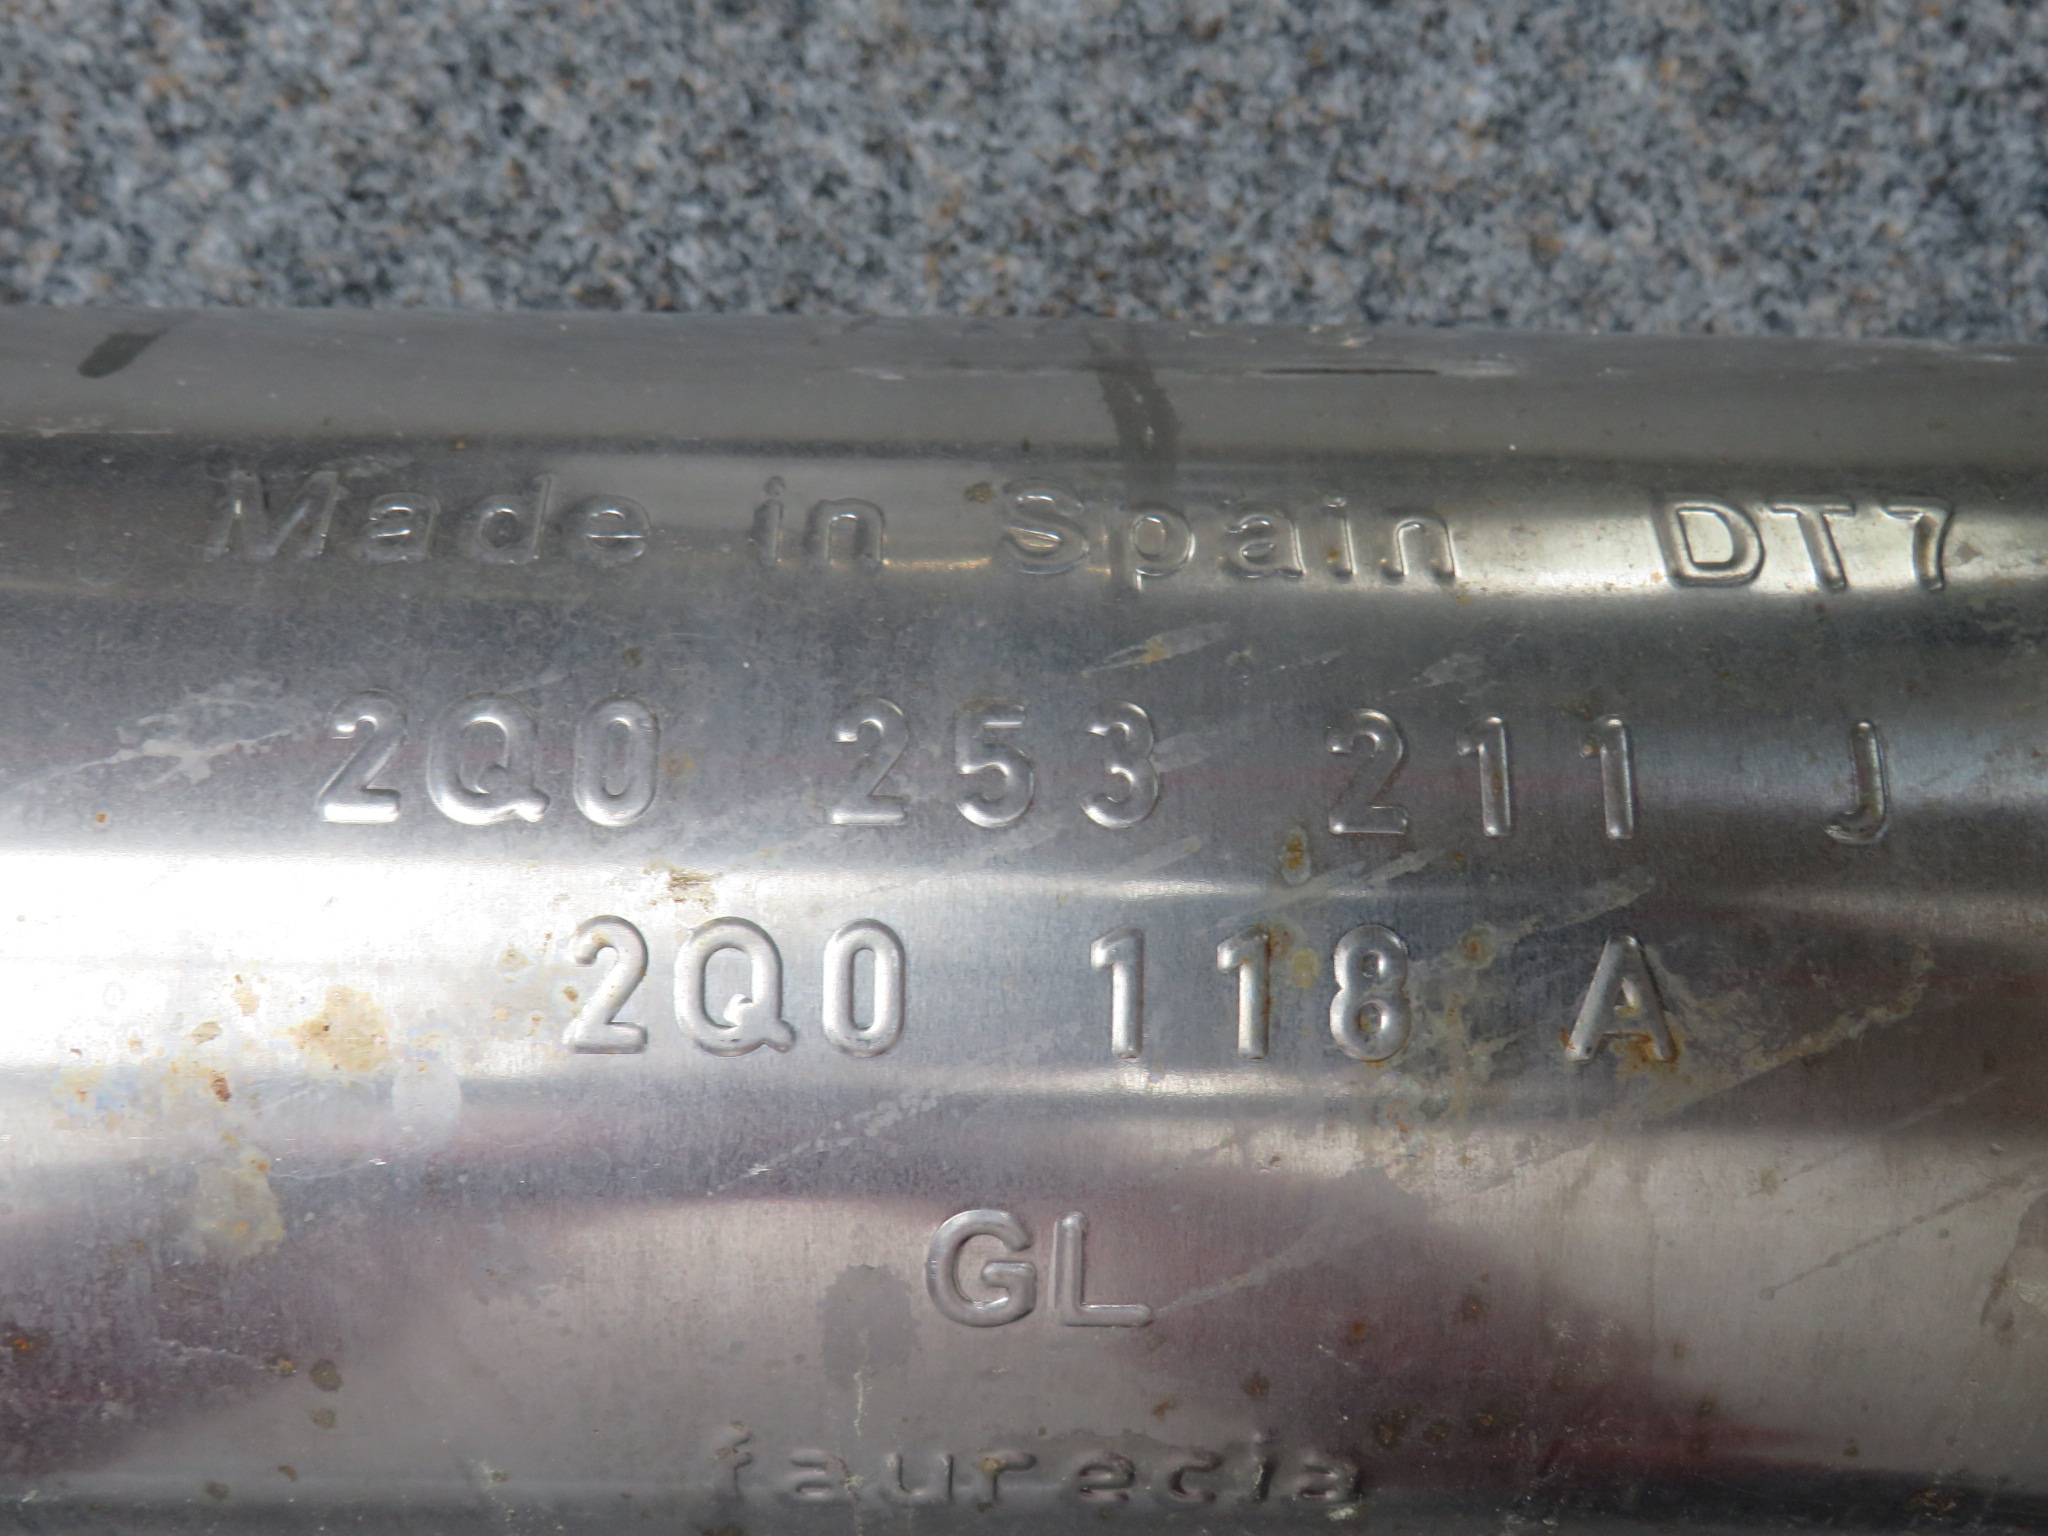 Made in Spain DT7
2Q0 253 211 J
2Q0 118 A
GL
faurecia